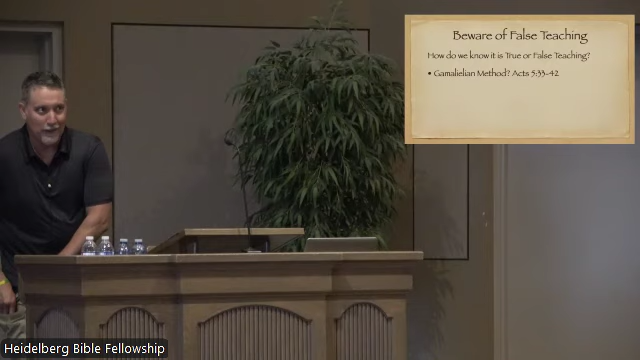 Beware of False Teaching
How do we know it is True or False Teaching?
• Gamalielian Method? Acts 5:33-42
Heidelberg Bible Fellowship